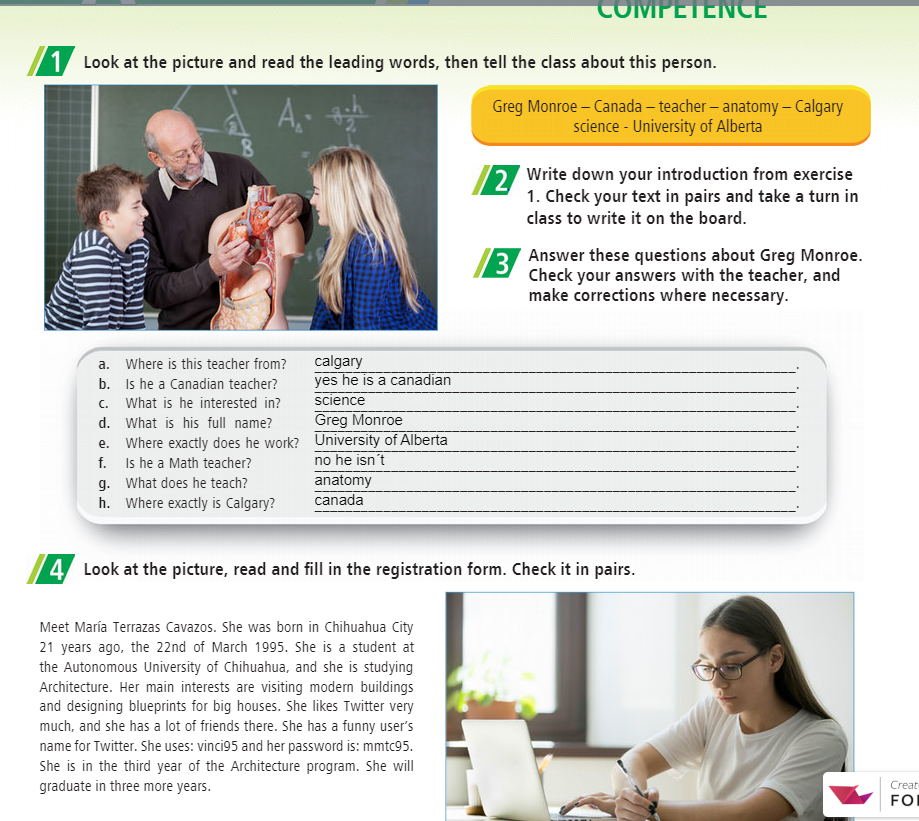 COMPETENCE
1 Look at the picture and read the leading words, then tell the class about this person.
Greg Monroe – Canada – teacher – anatomy – Calgary
science - University of Alberta
2 Write down your introduction from exercise
1. Check your text in pairs and take a turn in
class to write it on the board.
3 Answer these questions about Greg Monroe.
Check your answers with the teacher, and
make corrections where necessary.
a. Where is this teacher from? calgary
b. Is he a Canadian teacher? yes he is a canadian
c. What is he interested in? science
d. What is his full name? Greg Monroe
e. Where exactly does he work? University of Alberta
f. Is he a Math teacher? no he isn´t
g. What does he teach? anatomy
h. Where exactly is Calgary? canada
4 Look at the picture, read and fill in the registration form. Check it in pairs.
Meet María Terrazas Cavazos. She was born in Chihuahua City
21 years ago, the 22nd of March 1995. She is a student at
the Autonomous University of Chihuahua, and she is studying
Architecture. Her main interests are visiting modern buildings
and designing blueprints for big houses. She likes Twitter very
much, and she has a lot of friends there. She has a funny user's
name for Twitter. She uses: vinci95 and her password is: mmtc95.
She is in the third year of the Architecture program. She will
graduate in three more years.